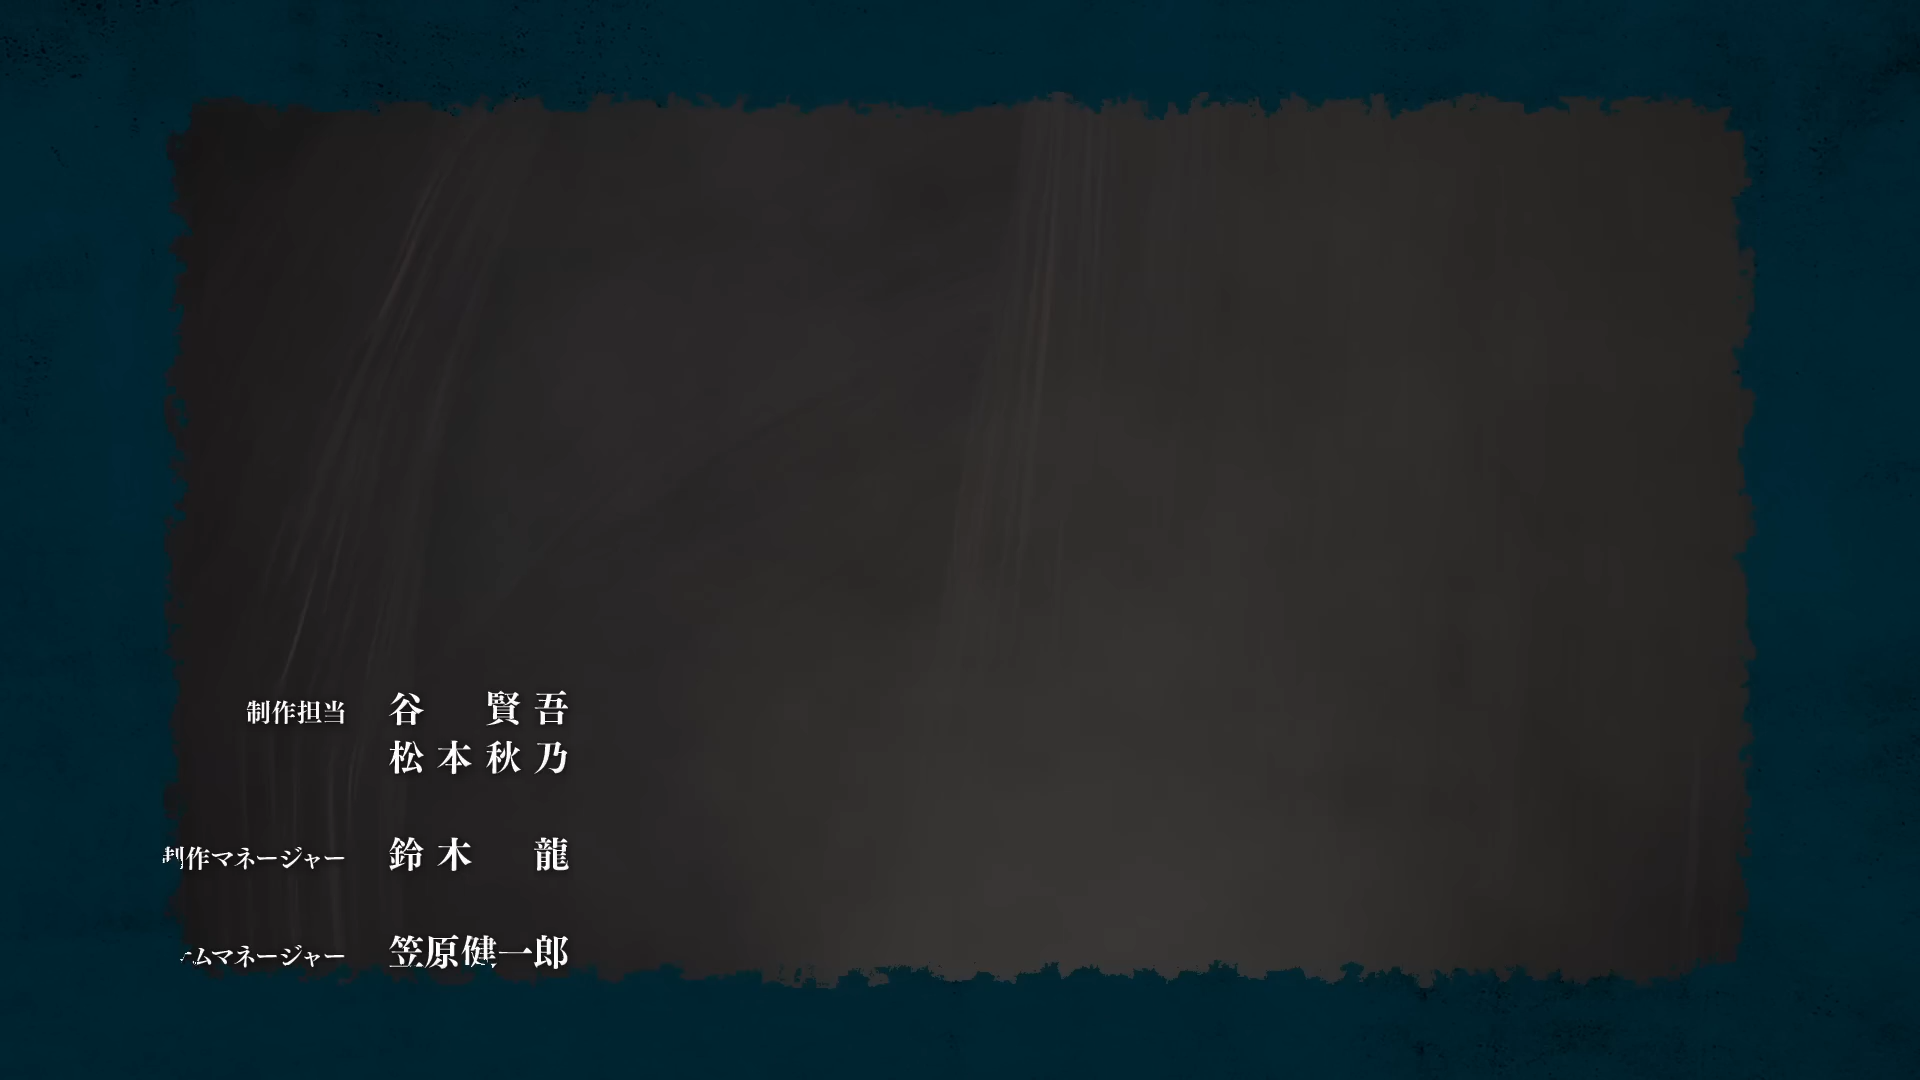 制作担当 谷 賢吾
松本秋乃
制作マネージャー 鈴木 龍
ムマネージャー 笠原健一郎